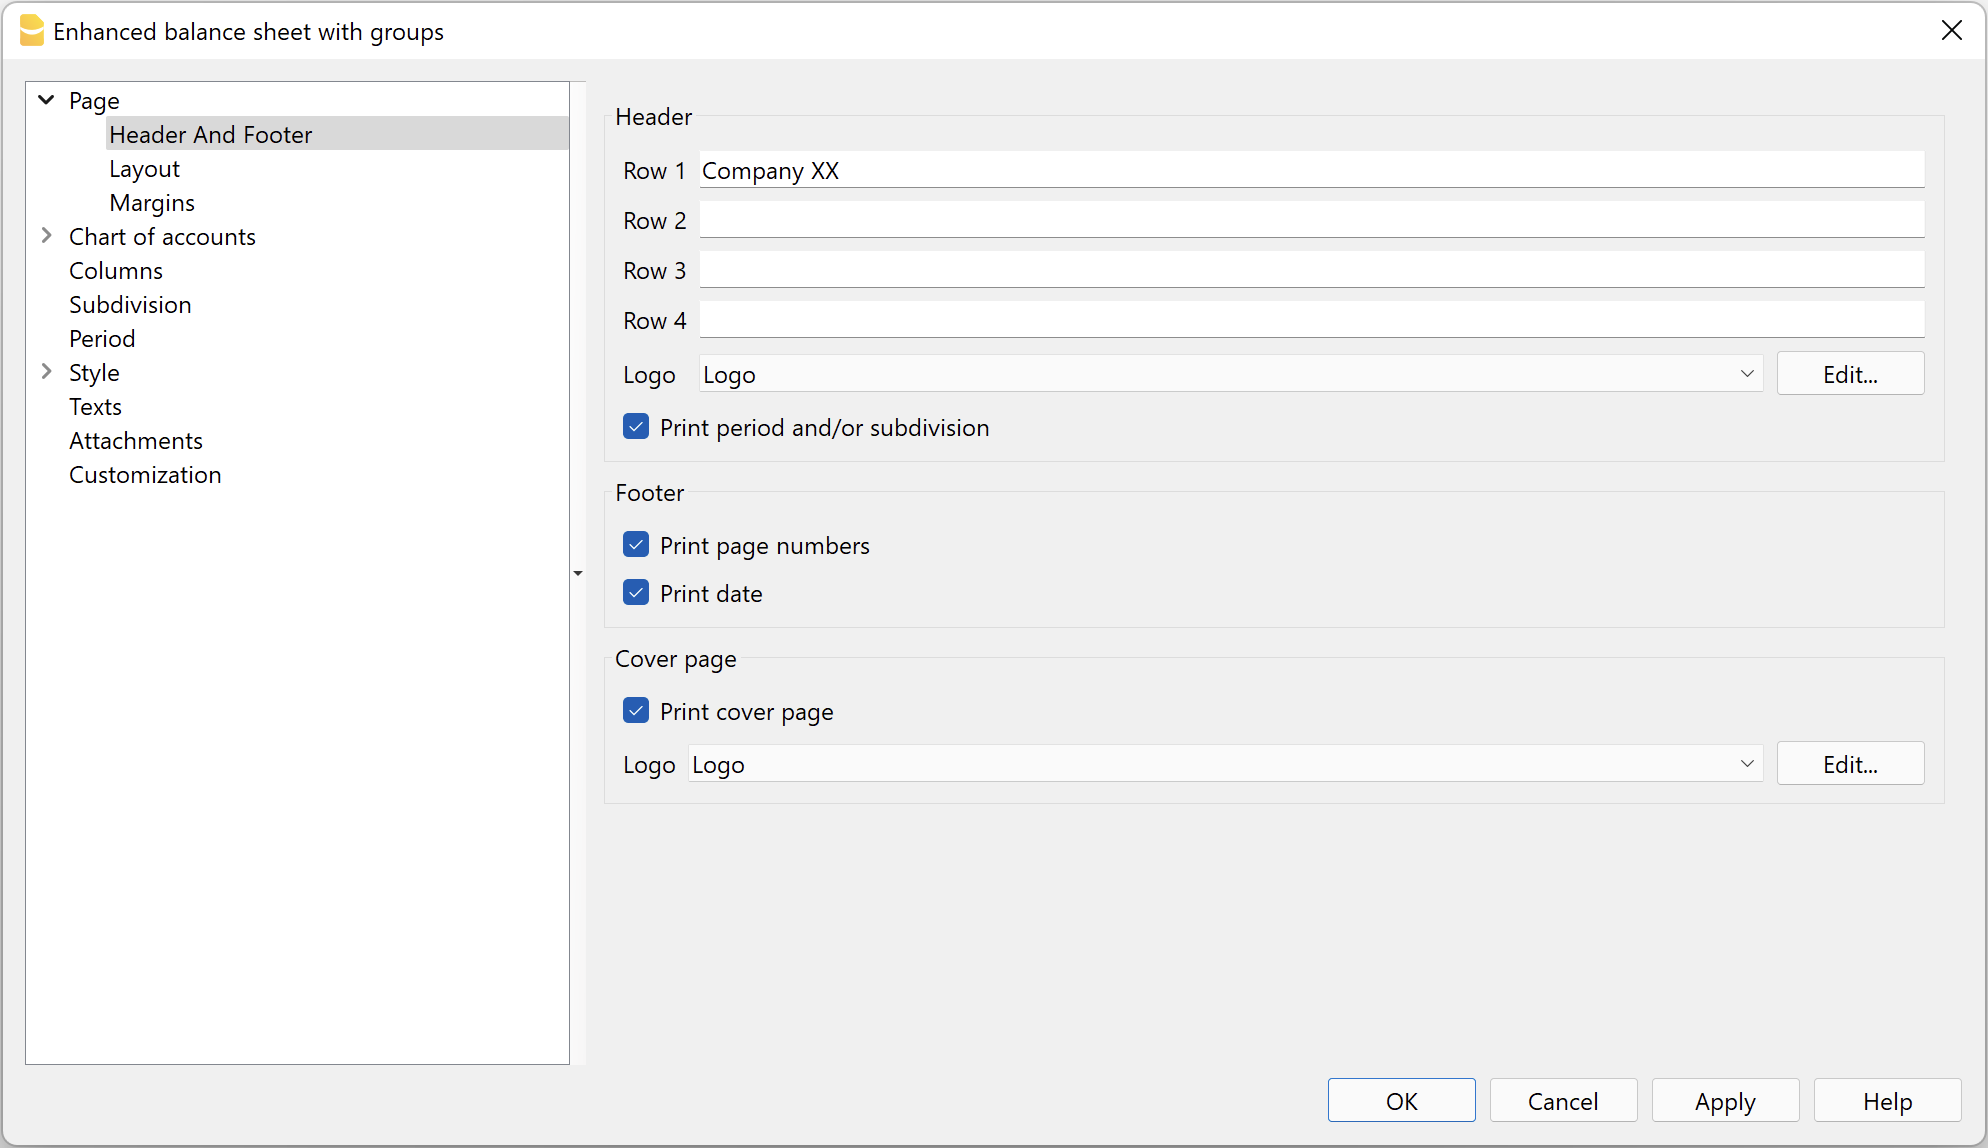 Enhanced balance sheet with groups
Page
Header And Footer
Layout
Margins
Chart of accounts
Columns
Subdivision
Period
Style
Texts
Attachments
Customization
Header
Row 1 Company XX
Row 2
Row 3
Row 4
Logo Logo Edit...
Print period and/or subdivision
Footer
Print page numbers
Print date
Cover page
Print cover page
Logo Logo Edit...
OK Cancel Apply Help